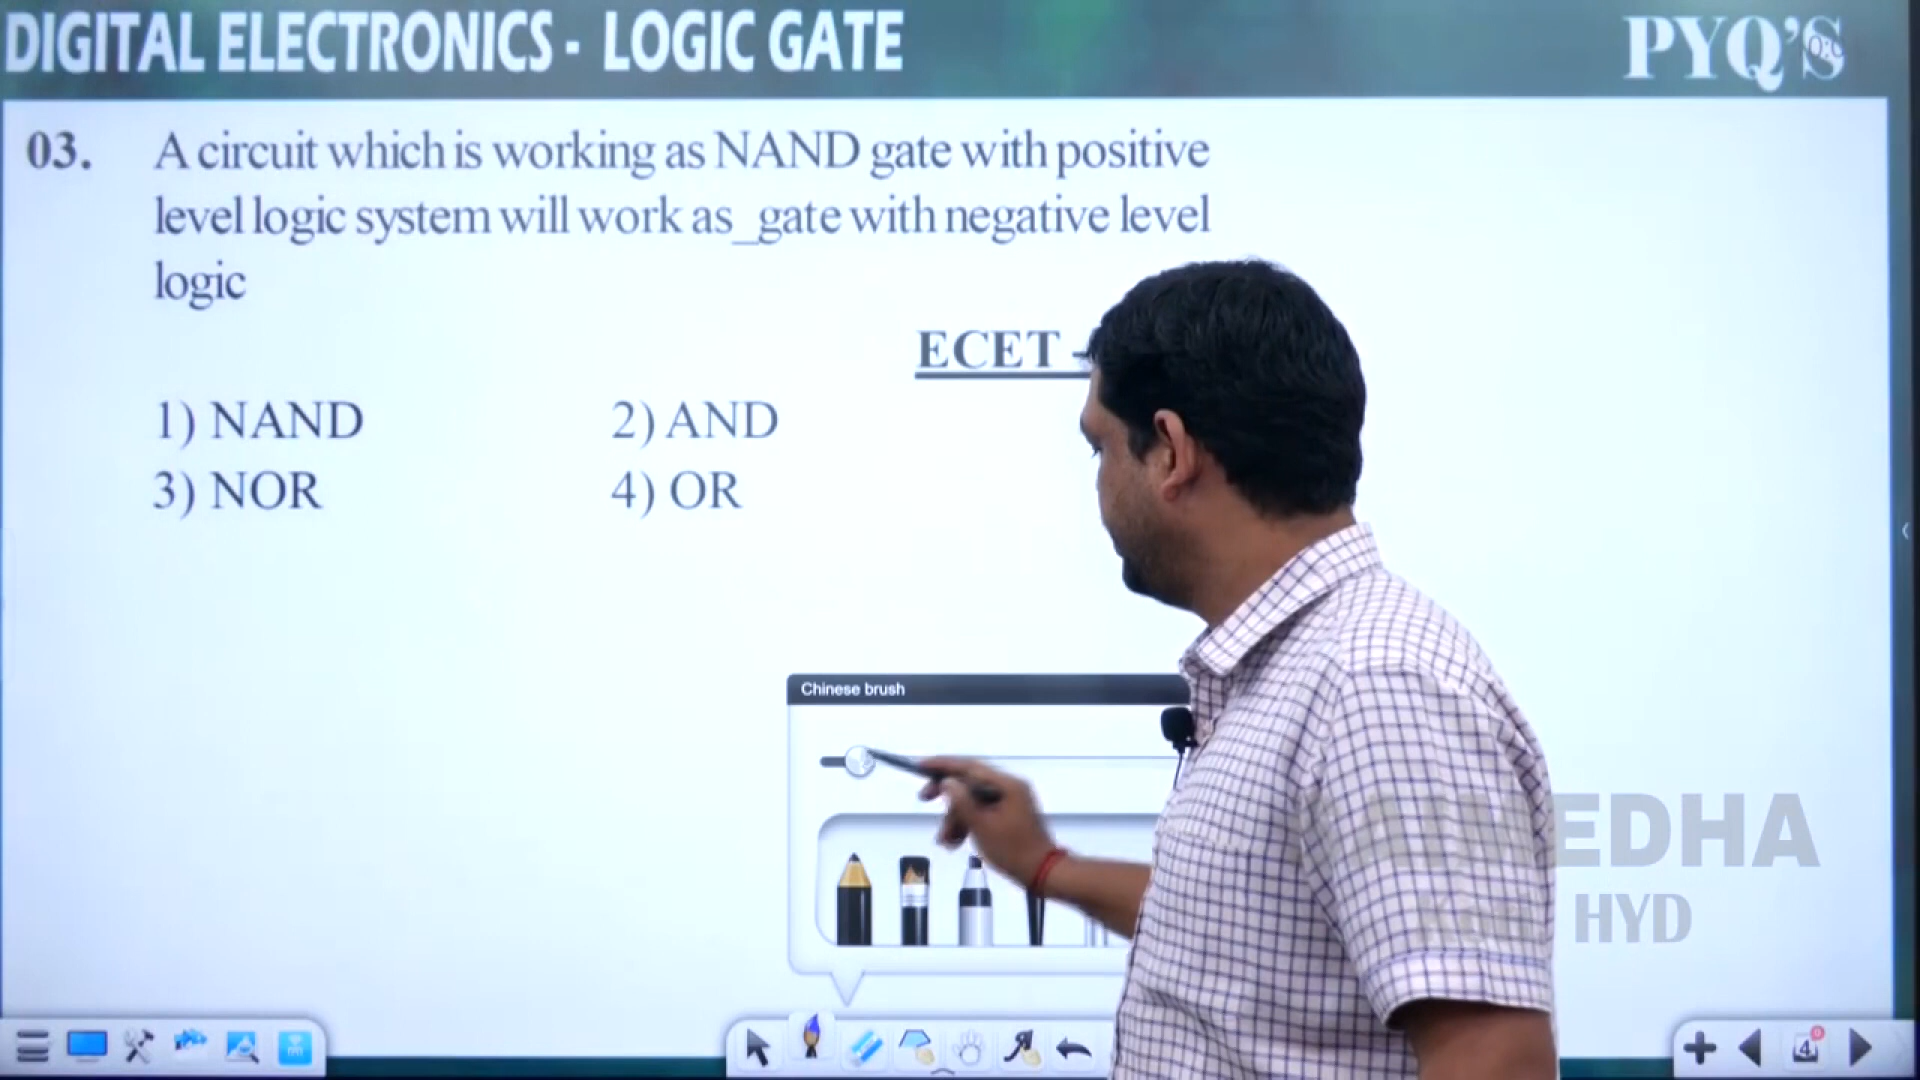 DIGITAL ELECTRONICS - LOGIC GATE
PYQ'S
03. A circuit which is working as NAND gate with positive
level logic system will work as_gate with negative level
logic
ECET -
1) NAND 2) AND
3) NOR 4) OR
Chinese brush
EDHA
HYD
4